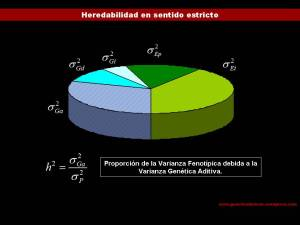 Heredabilidad en sentido estricto
σ²Gd
σ²Gi
σ²Ep
σ²Et
σ²Ga
h² = σ²Ga / σ²P
Proporción de la Varianza Fenotípica debida a la
Varianza Genética Aditiva.